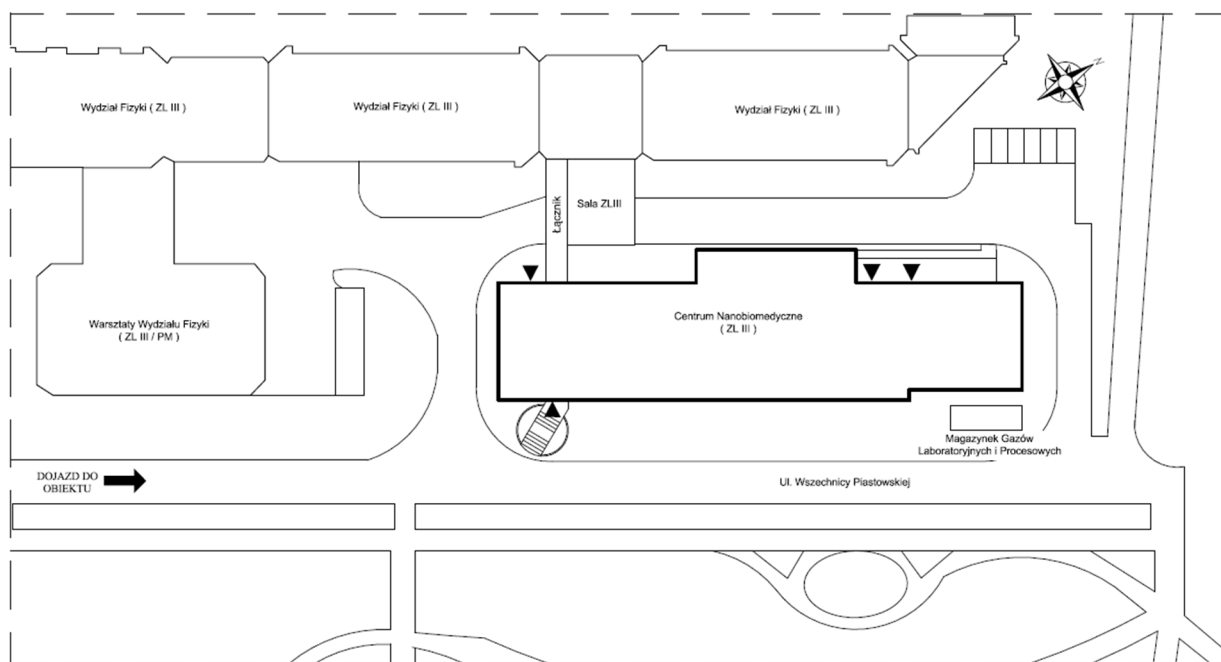 Wydział Fizyki ( ZL III )
Wydział Fizyki ( ZL III )
Wydział Fizyki ( ZL III )
N
Łącznik
Sala ZLIII
Warsztaty Wydziału Fizyki
( ZL III / PM )
Centrum Nanobiomedyczne
( ZL III )
Magazynek Gazów
Laboratoryjnych i Procesowych
DOJAZD DO
OBIEKTU
Ul. Wszechnicy Piastowskiej